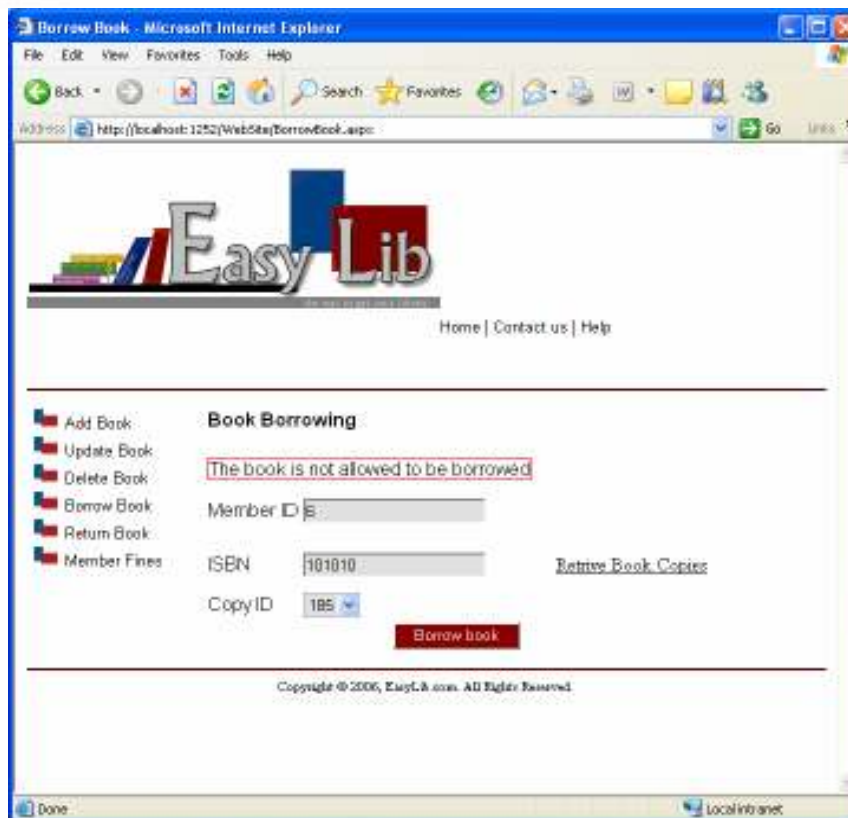 Borrow Book - Microsoft Internet Explorer
File Edit View Favorites Tools Help
Back Search Favorites
Address http://localhost:1252/WebSite/BorrowBook.aspx Go Links
Easy Lib
Home | Contact us | Help
Add Book
Update Book
Delete Book
Borrow Book
Return Book
Member Fines
Book Borrowing
The book is not allowed to be borrowed
Member ID 6
ISBN 101010 Retrive Book Copies
Copy ID 185
Borrow book
Copyright © 2006, EasyLib.com. All Rights Reserved.
Done Local intranet